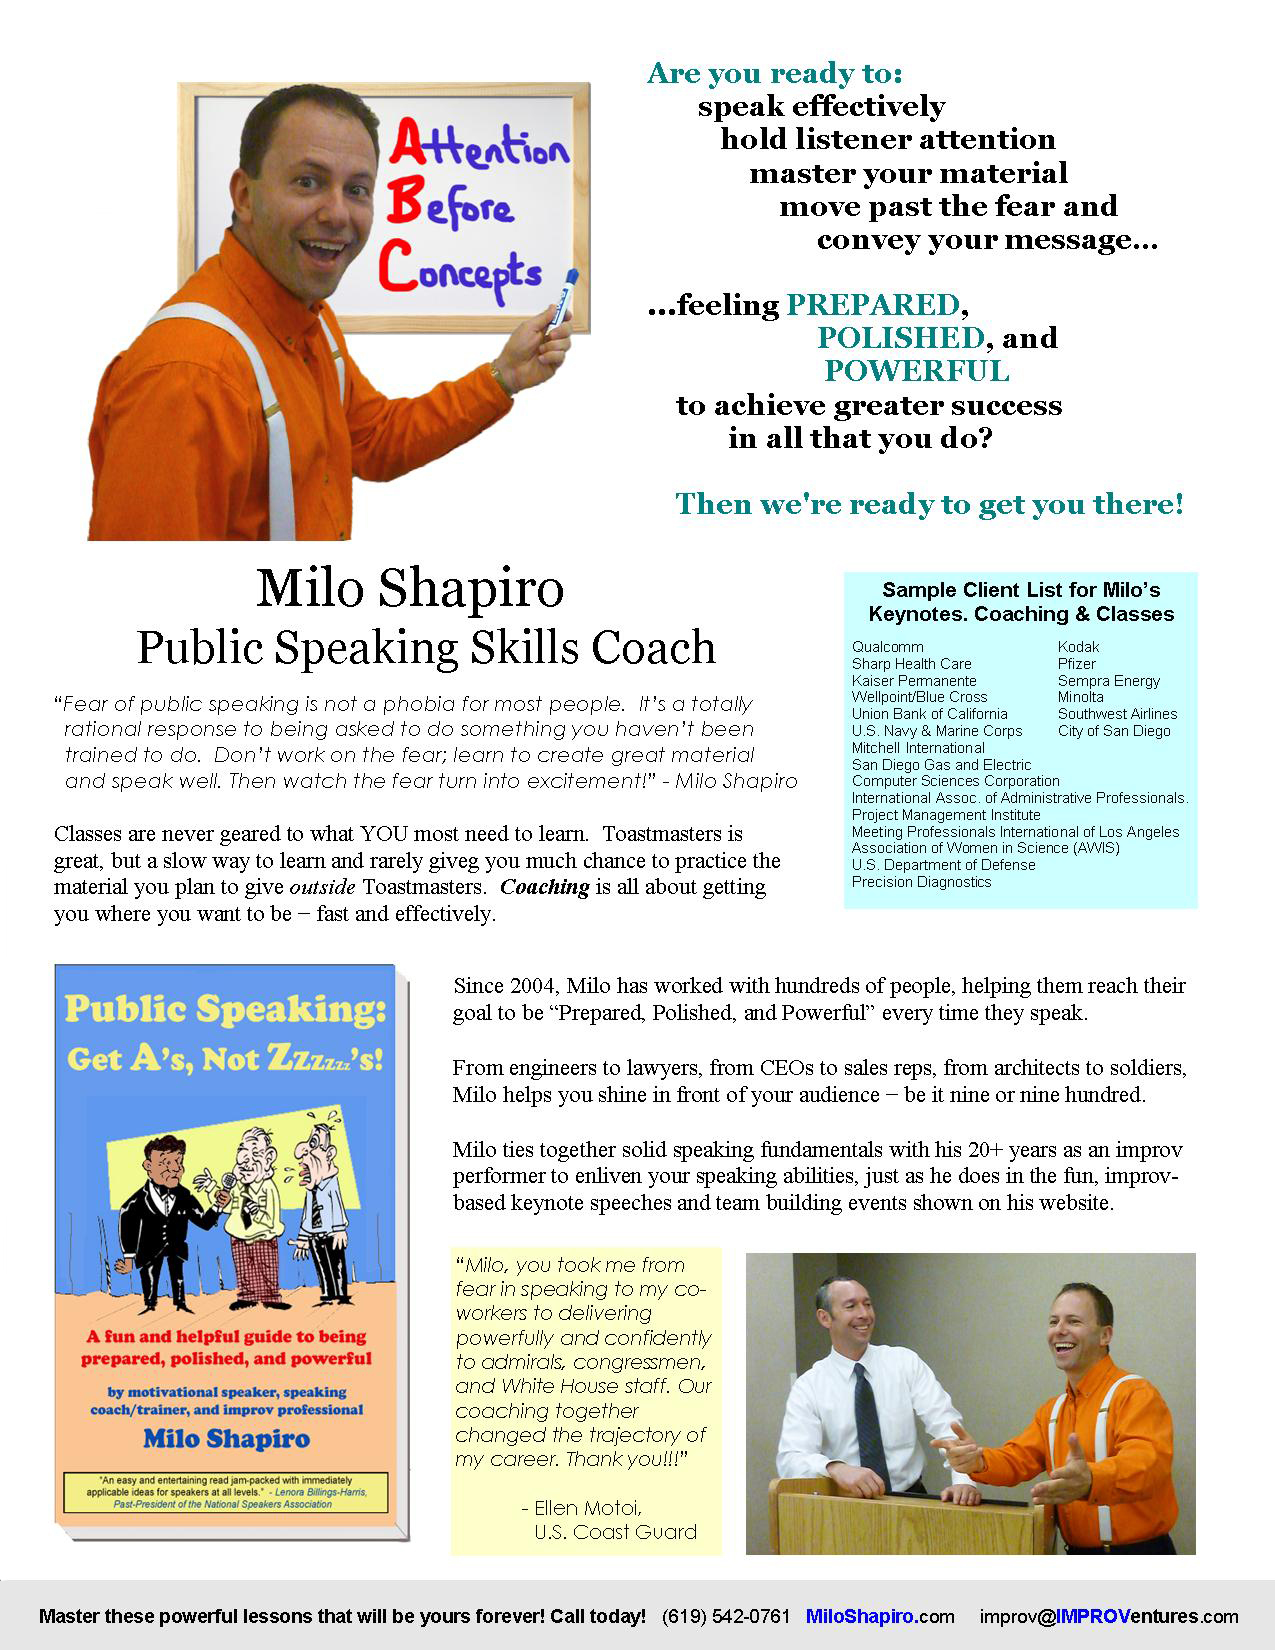 Attention
Before
Concepts
Are you ready to:
speak effectively
hold listener attention
master your material
move past the fear and
convey your message...
...feeling PREPARED,
POLISHED, and
POWERFUL
to achieve greater success
in all that you do?
Then we're ready to get you there!
Milo Shapiro
Public Speaking Skills Coach
“Fear of public speaking is not a phobia for most people.  It’s a totally
rational response to being asked to do something you haven’t been
trained to do.  Don’t work on the fear; learn to create great material
and speak well. Then watch the fear turn into excitement!” - Milo Shapiro
Classes are never geared to what YOU most need to learn.  Toastmasters is
great, but a slow way to learn and rarely giveg you much chance to practice the
material you plan to give outside Toastmasters.  Coaching is all about getting
you where you want to be – fast and effectively.
Sample Client List for Milo’s
Keynotes. Coaching & Classes
Qualcomm
Sharp Health Care
Kaiser Permanente
Wellpoint/Blue Cross
Union Bank of California
U.S. Navy & Marine Corps
Mitchell International
San Diego Gas and Electric
Computer Sciences Corporation
International Assoc. of Administrative Professionals.
Project Management Institute
Meeting Professionals International of Los Angeles
Association of Women in Science (AWIS)
U.S. Department of Defense
Precision Diagnostics
Kodak
Pfizer
Sempra Energy
Minolta
Southwest Airlines
City of San Diego
Public Speaking:
Get A's, Not ZZzzzzz's!
A fun and helpful guide to being
prepared, polished, and powerful
by motivational speaker, speaking
coach/trainer, and improv professional
Milo Shapiro
"An easy and entertaining read jam-packed with immediately
applicable ideas for speakers at all levels." - Lenora Billings-Harris,
Past-President of the National Speakers Association
Since 2004, Milo has worked with hundreds of people, helping them reach their
goal to be “Prepared, Polished, and Powerful” every time they speak.
From engineers to lawyers, from CEOs to sales reps, from architects to soldiers,
Milo helps you shine in front of your audience – be it nine or nine hundred.
Milo ties together solid speaking fundamentals with his 20+ years as an improv
performer to enliven your speaking abilities, just as he does in the fun, improv-
based keynote speeches and team building events shown on his website.
“Milo, you took me from
fear in speaking to my co-
workers to delivering
powerfully and confidently
to admirals, congressmen,
and White House staff. Our
coaching together
changed the trajectory of
my career. Thank you!!!”
- Ellen Motoi,
U.S. Coast Guard
Master these powerful lessons that will be yours forever! Call today!   (619) 542-0761   MiloShapiro.com    improv@IMPROVentures.com